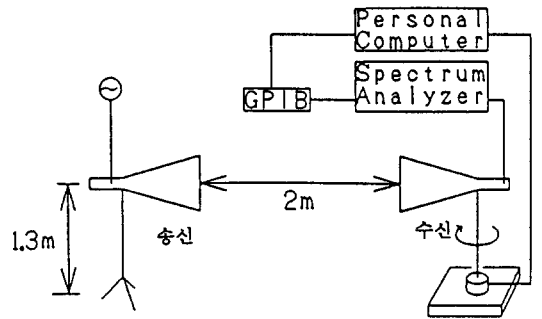 Personal
Computer
Spectrum
Analyzer
GPIB
2m
1.3m
송신
수신